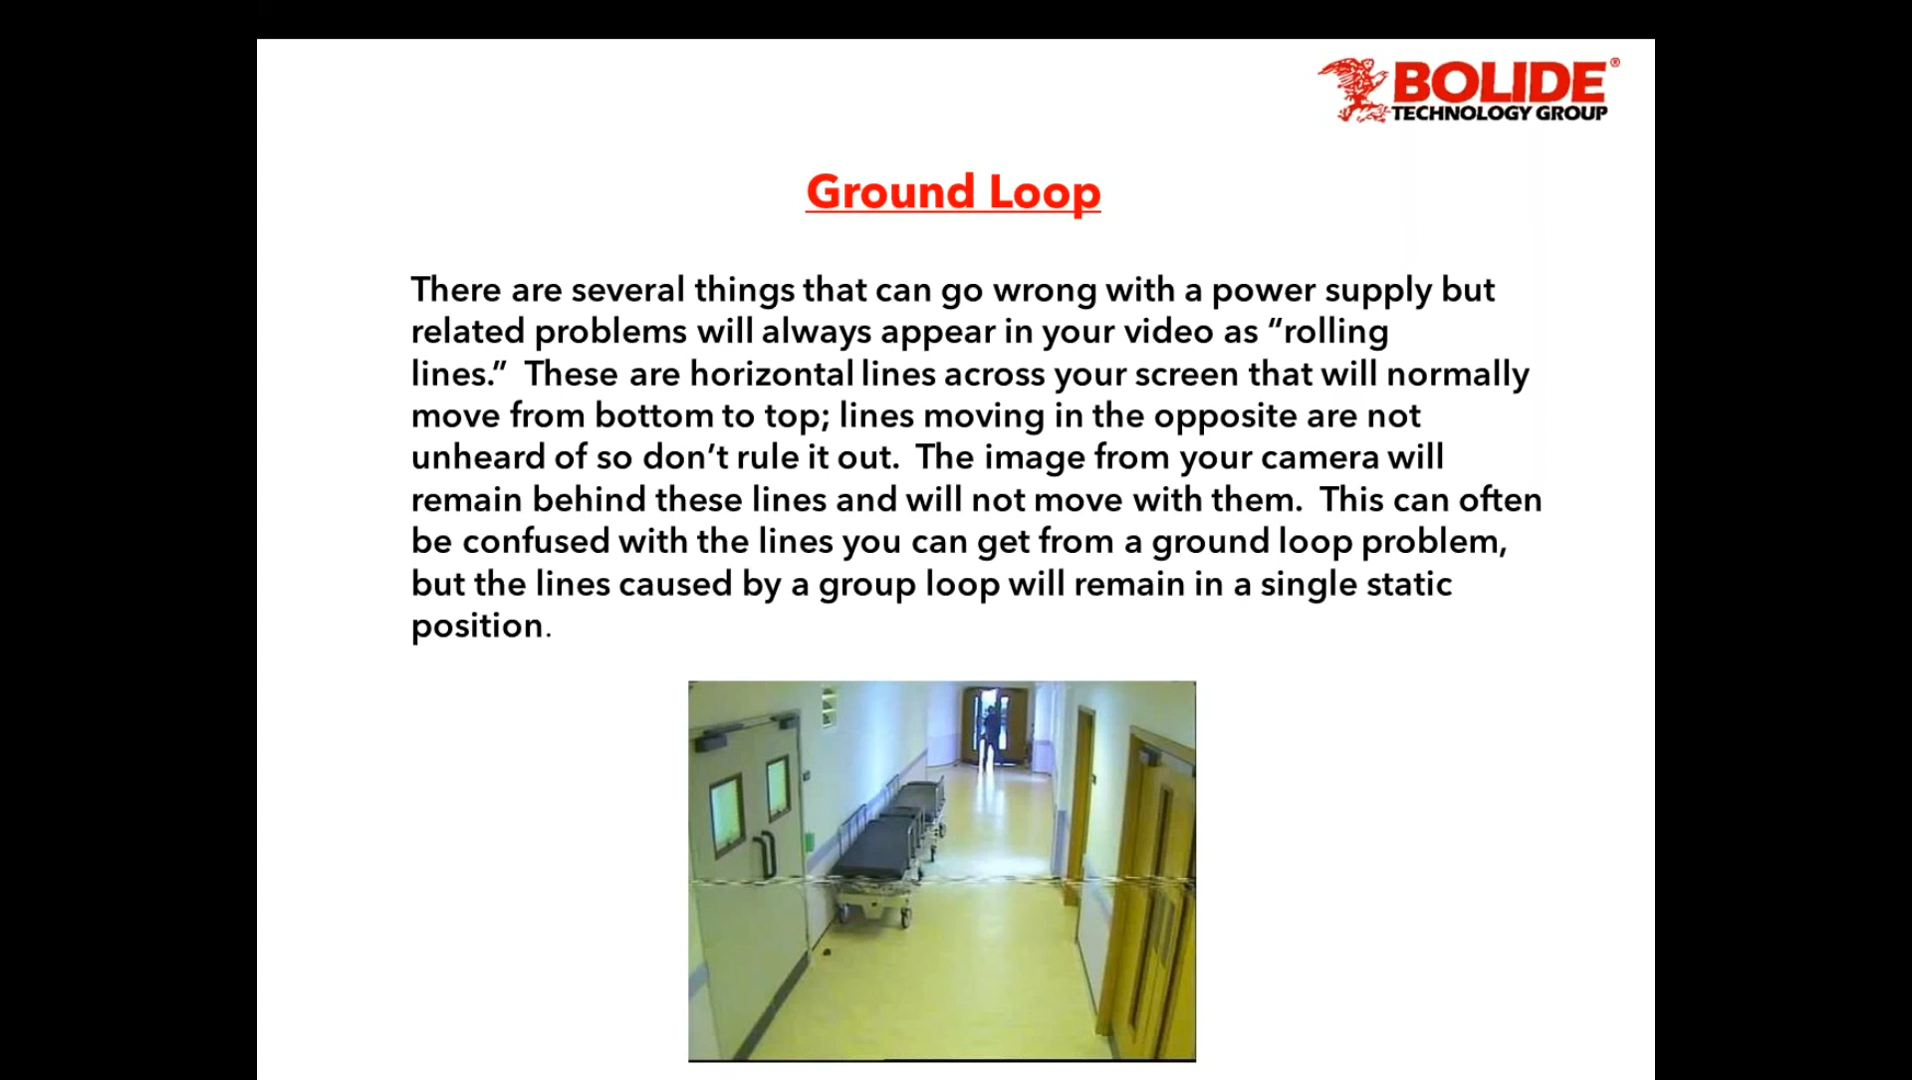 BOLIDE®
TECHNOLOGY GROUP
Ground Loop
There are several things that can go wrong with a power supply but
related problems will always appear in your video as “rolling
lines.”  These are horizontal lines across your screen that will normally
move from bottom to top; lines moving in the opposite are not
unheard of so don’t rule it out.  The image from your camera will
remain behind these lines and will not move with them.  This can often
be confused with the lines you can get from a ground loop problem,
but the lines caused by a group loop will remain in a single static
position.